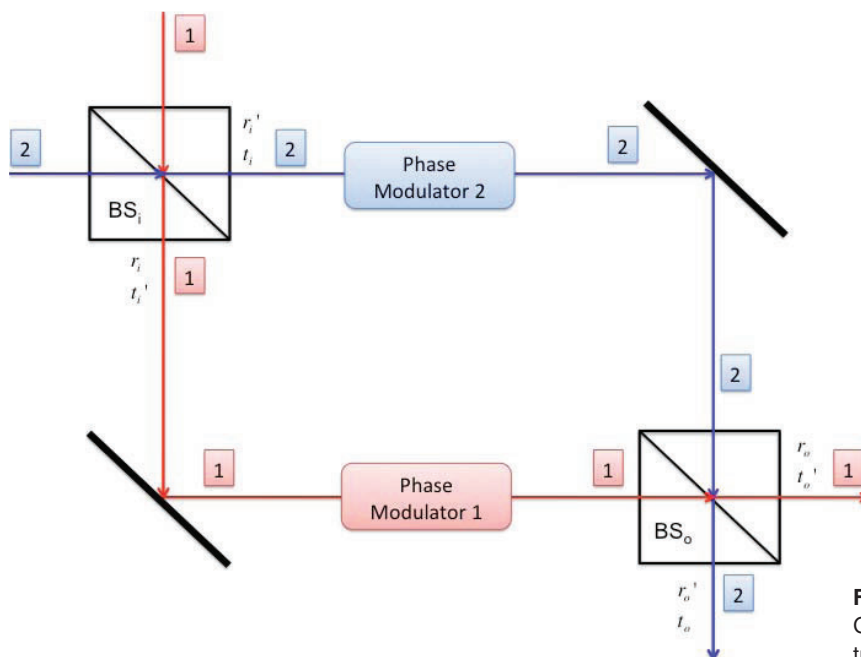 1
2
r_i'
t_i
2
Phase
Modulator 2
2
BS_i
r_i
t_i'
1
2
1
Phase
Modulator 1
1
r_o
t_o'
1
BS_o
r_o'
t_o
2